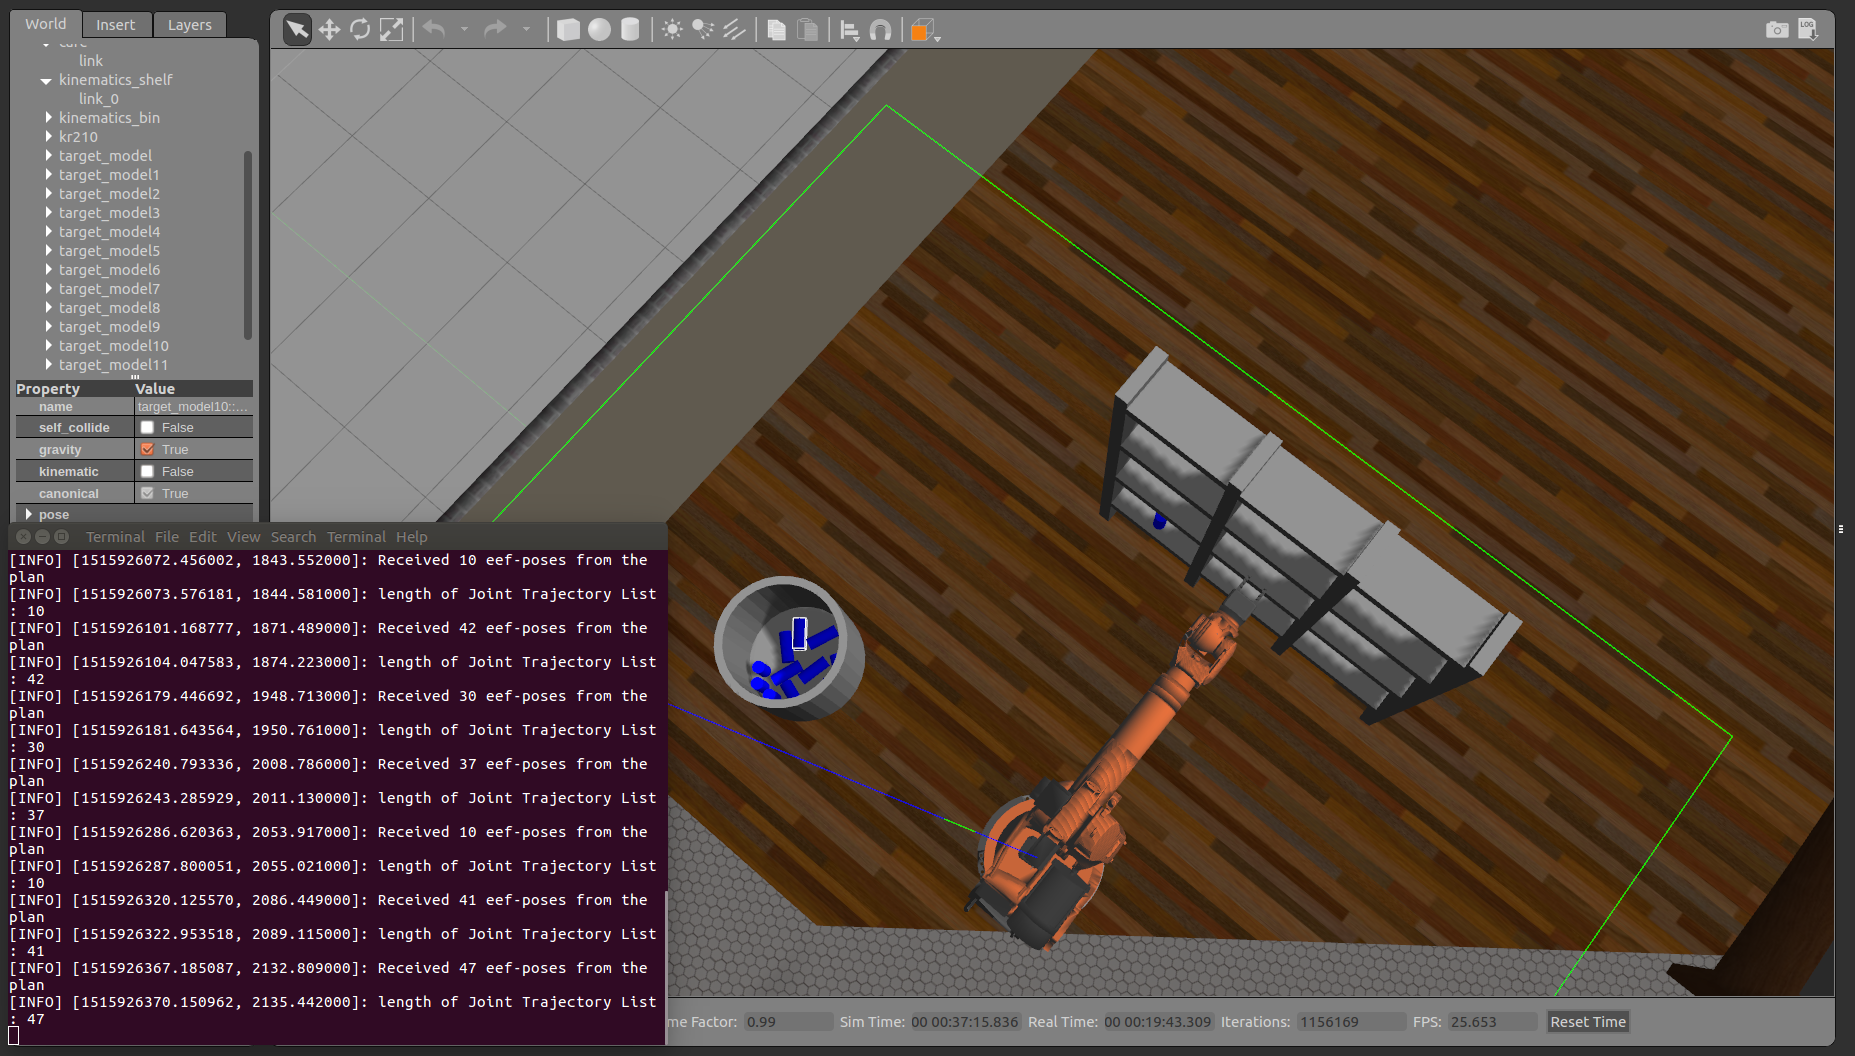 World
Insert
Layers
link
kinematics_shelf
link_0
kinematics_bin
kr210
target_model
target_model1
target_model2
target_model3
target_model4
target_model5
target_model6
target_model7
target_model8
target_model9
target_model10
target_model11
Property Value
name target_model10::...
self_collide False
gravity True
kinematic False
canonical True
pose
LOG
Terminal File Edit View Search Terminal Help
[INFO] [1515926072.456002, 1843.552000]: Received 10 eef-poses from the
plan
[INFO] [1515926073.576181, 1844.581000]: length of Joint Trajectory List
: 10
[INFO] [1515926101.168777, 1871.489000]: Received 42 eef-poses from the
plan
[INFO] [1515926104.047583, 1874.223000]: length of Joint Trajectory List
: 42
[INFO] [1515926179.446692, 1948.713000]: Received 30 eef-poses from the
plan
[INFO] [1515926181.643564, 1950.761000]: length of Joint Trajectory List
: 30
[INFO] [1515926240.793336, 2008.786000]: Received 37 eef-poses from the
plan
[INFO] [1515926243.285929, 2011.130000]: length of Joint Trajectory List
: 37
[INFO] [1515926286.620363, 2053.917000]: Received 10 eef-poses from the
plan
[INFO] [1515926287.800051, 2055.021000]: length of Joint Trajectory List
: 10
[INFO] [1515926320.125570, 2086.449000]: Received 41 eef-poses from the
plan
[INFO] [1515926322.953518, 2089.115000]: length of Joint Trajectory List
: 41
[INFO] [1515926367.185087, 2132.809000]: Received 47 eef-poses from the
plan
[INFO] [1515926370.150962, 2135.442000]: length of Joint Trajectory List
: 47
me Factor: 0.99 Sim Time: 00 00:37:15.836 Real Time: 00 00:19:43.309 Iterations: 1156169 FPS: 25.653 Reset Time